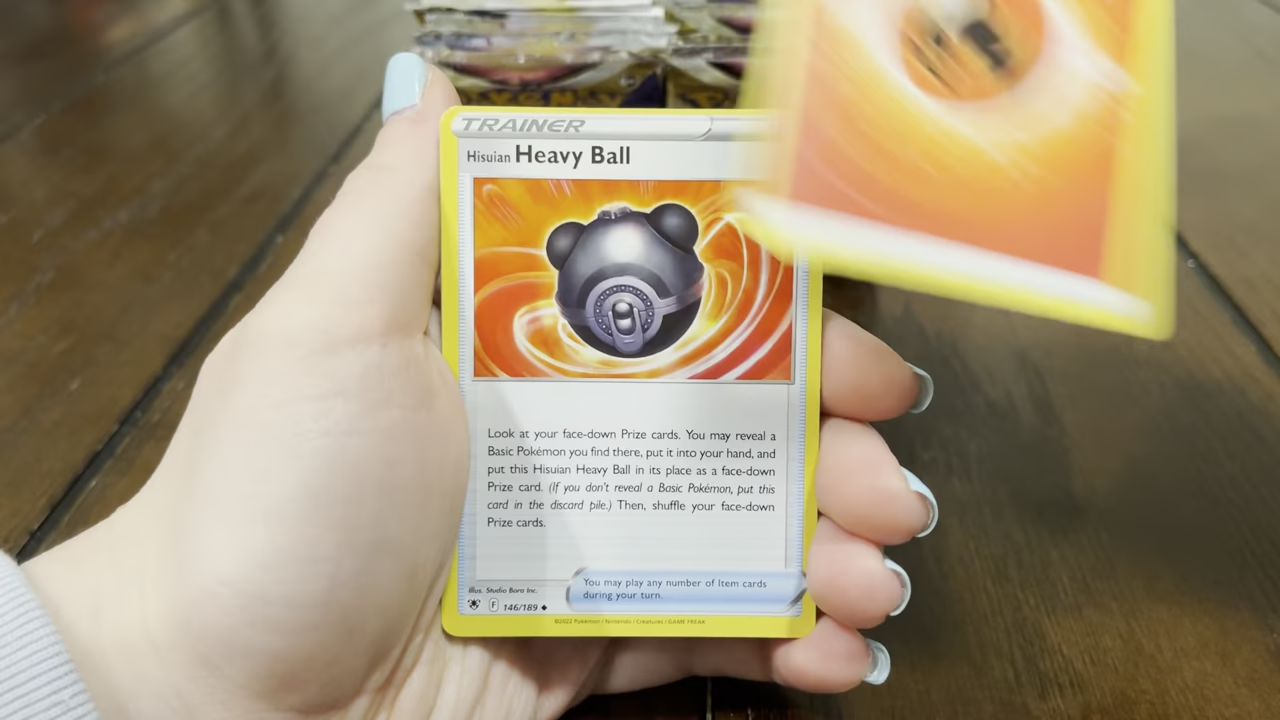 TRAINER
Hisuian Heavy Ball
Look at your face-down Prize cards. You may reveal a
Basic Pokémon you find there, put it into your hand, and
put this Hisuian Heavy Ball in its place as a face-down
Prize card. (If you don't reveal a Basic Pokémon, put this
card in the discard pile.) Then, shuffle your face-down
Prize cards.
You may play any number of Item cards
during your turn.
illus. Studio Bora Inc.
F 146/189
©2022 Pokémon / Nintendo / Creatures / GAME FREAK